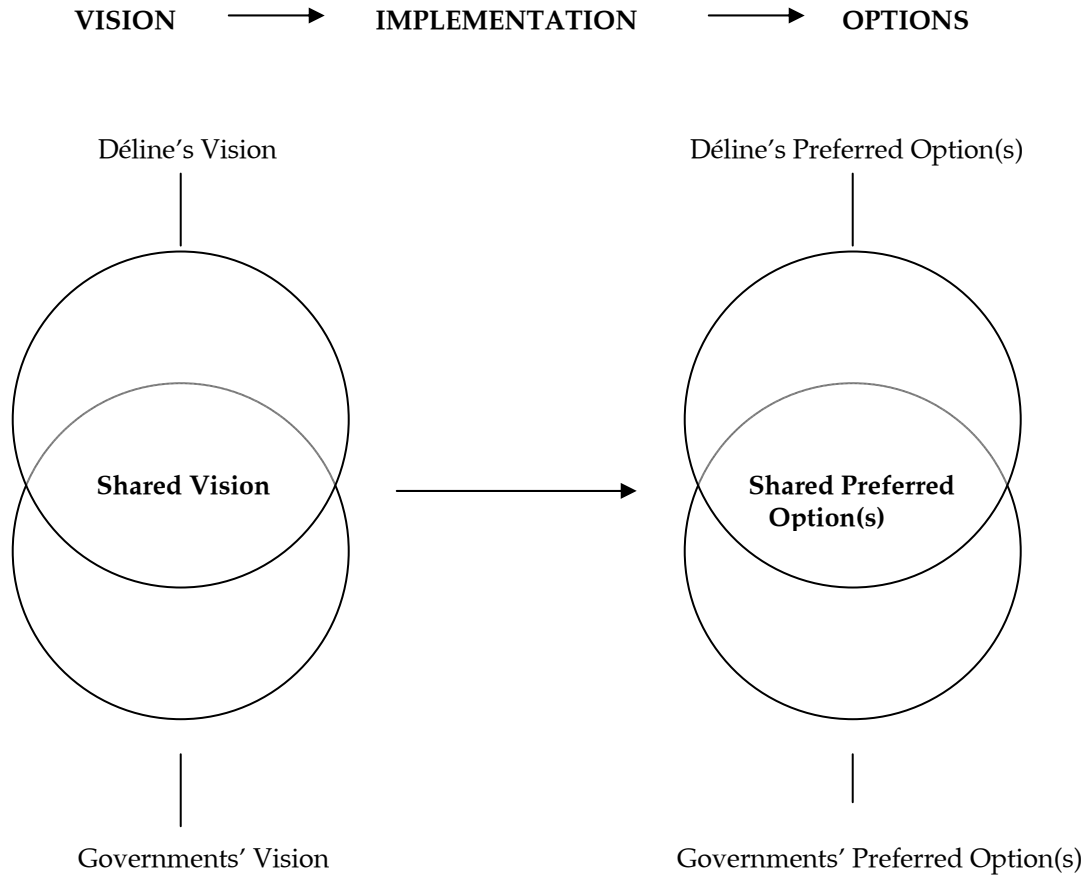 VISION IMPLEMENTATION OPTIONS
Déline’s Vision
Déline’s Preferred Option(s)
Shared Vision
Shared Preferred
Option(s)
Governments’ Vision
Governments’ Preferred Option(s)